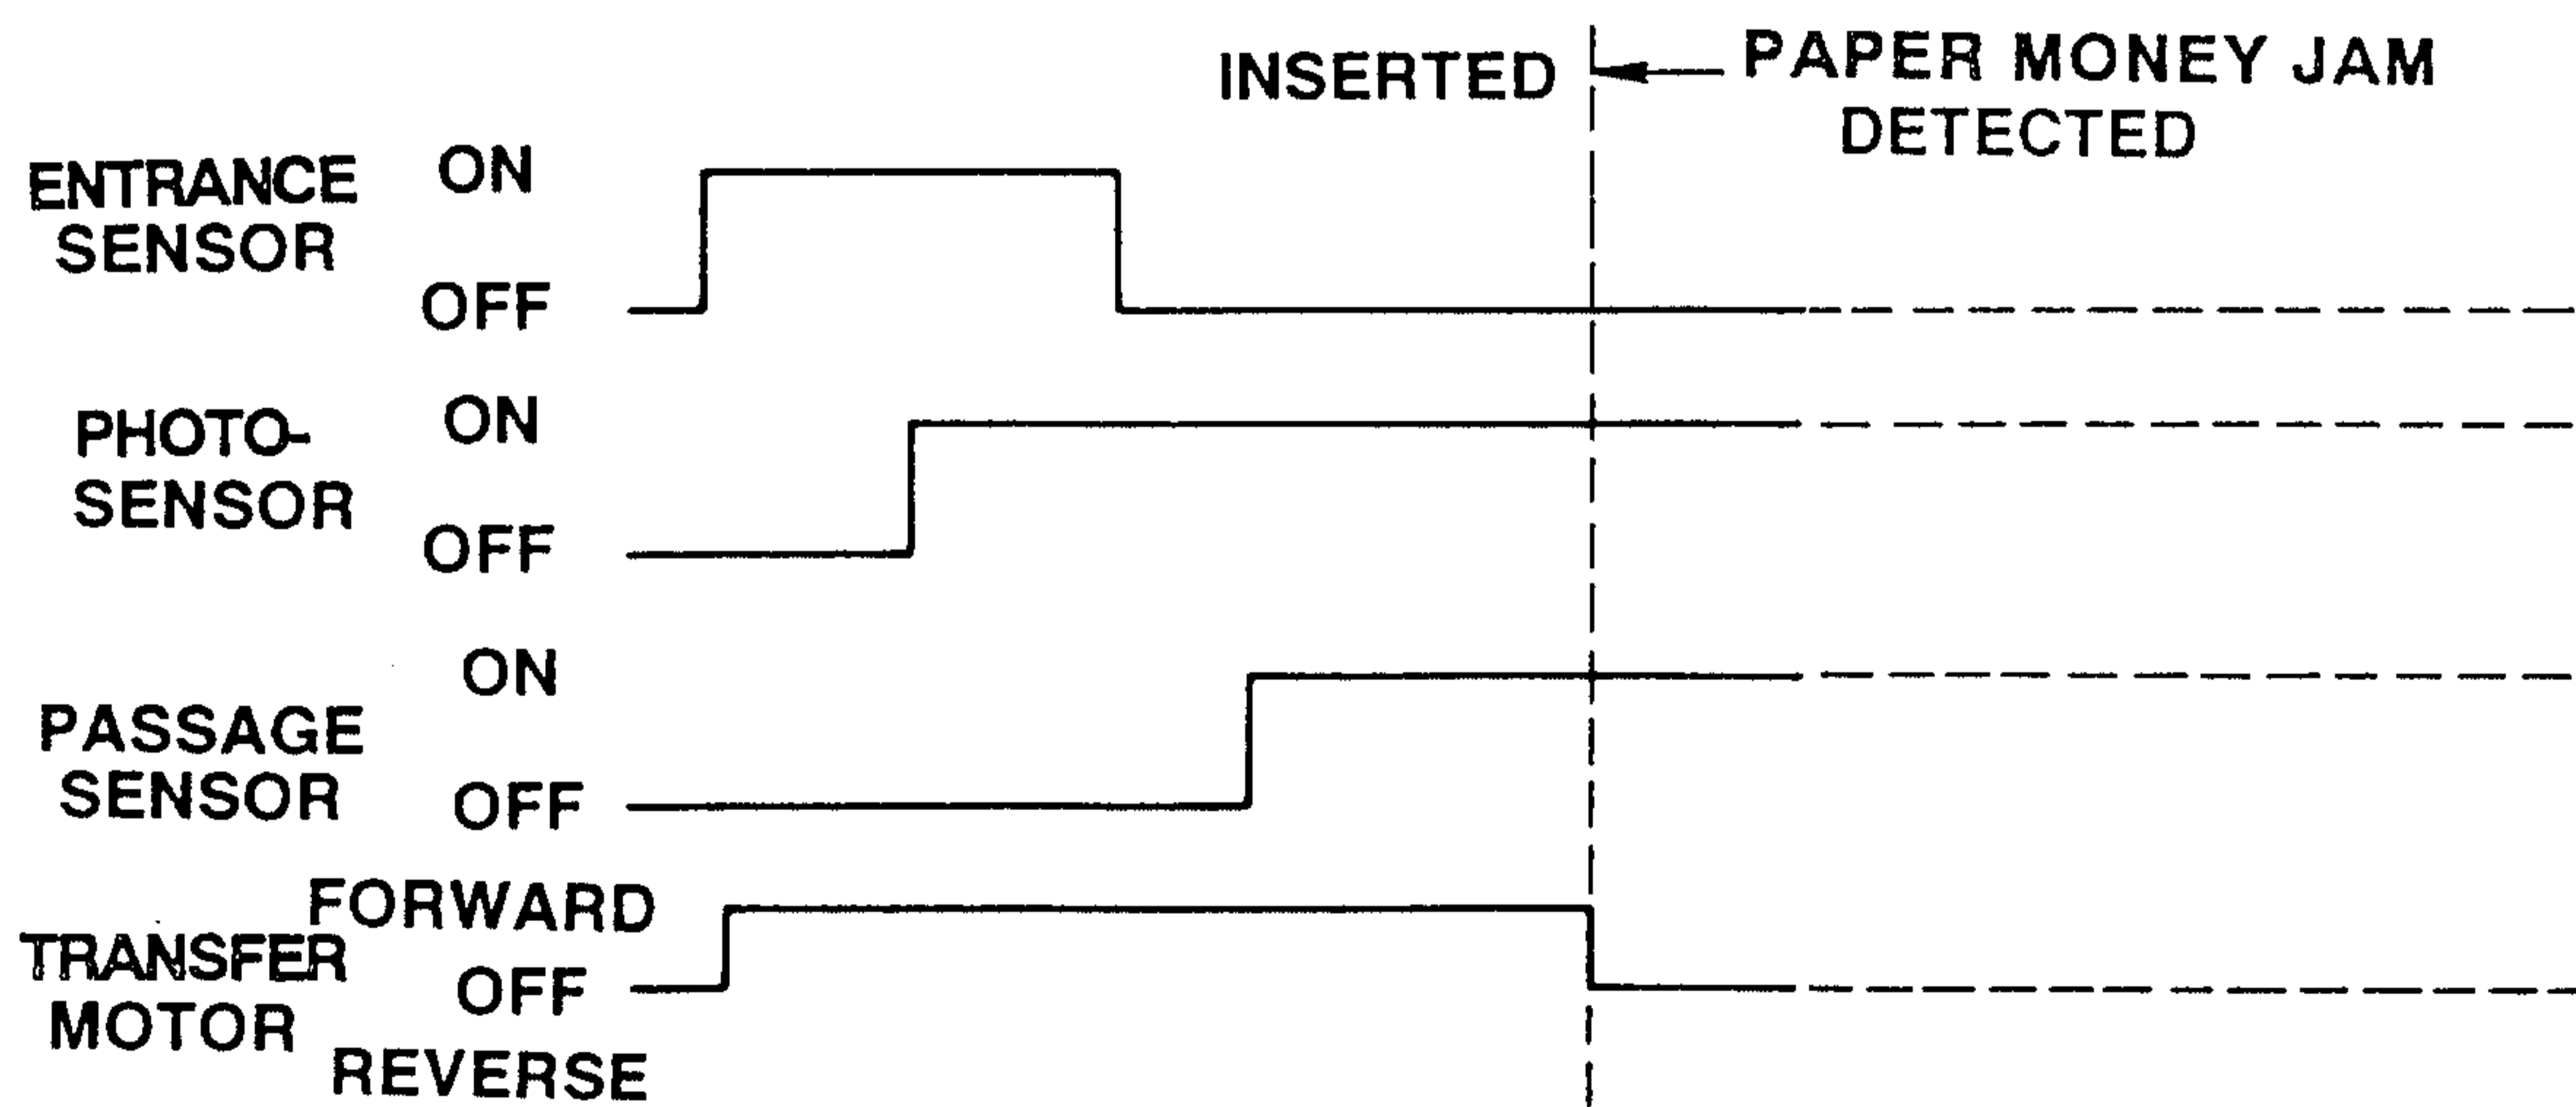 INSERTED
PAPER MONEY JAM
DETECTED
ENTRANCE
SENSOR
ON
OFF
PHOTO-
SENSOR
ON
OFF
PASSAGE
SENSOR
ON
OFF
TRANSFER
MOTOR
FORWARD
OFF
REVERSE